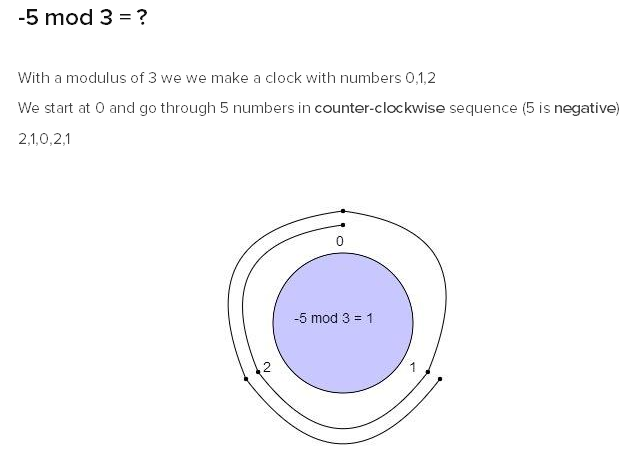 -5 mod 3 = ?
With a modulus of 3 we we make a clock with numbers 0,1,2
We start at 0 and go through 5 numbers in counter-clockwise sequence (5 is negative)
2,1,0,2,1
0
-5 mod 3 = 1
2
1